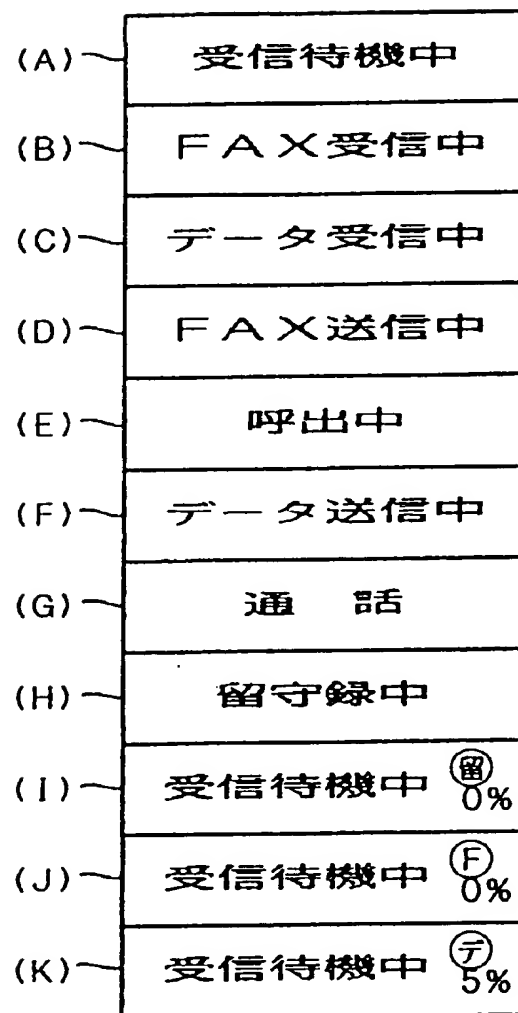 (A) 受信待機中
(B) FAX受信中
(C) データ受信中
(D) FAX送信中
(E) 呼出中
(F) データ送信中
(G) 通　話
(H) 留守録中
(I) 受信待機中 ㊙留 0%
(J) 受信待機中 Ⓕ 0%
(K) 受信待機中 ㋢ 5%